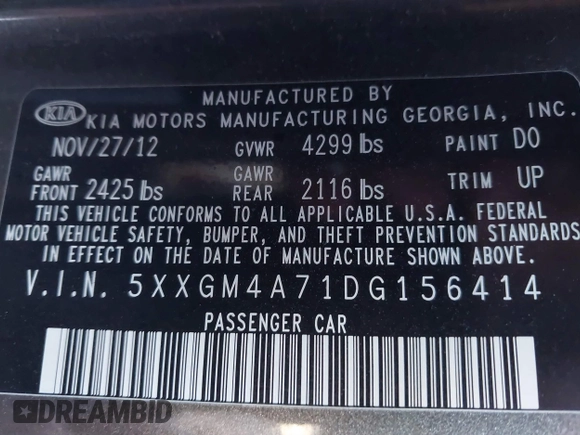 MANUFACTURED BY
KIA KIA MOTORS MANUFACTURING GEORGIA, INC.
NOV/27/12 GVWR 4299 lbs PAINT DO
GAWR FRONT 2425 lbs GAWR REAR 2116 lbs TRIM UP
THIS VEHICLE CONFORMS TO ALL APPLICABLE U.S.A. FEDERAL
MOTOR VEHICLE SAFETY, BUMPER, AND THEFT PREVENTION STANDARDS
IN EFFECT ON THE DATE OF MANUFACTURE SHOWN ABOVE.
V.I.N. 5XXGM4A71DG156414
PASSENGER CAR
DREAMBID